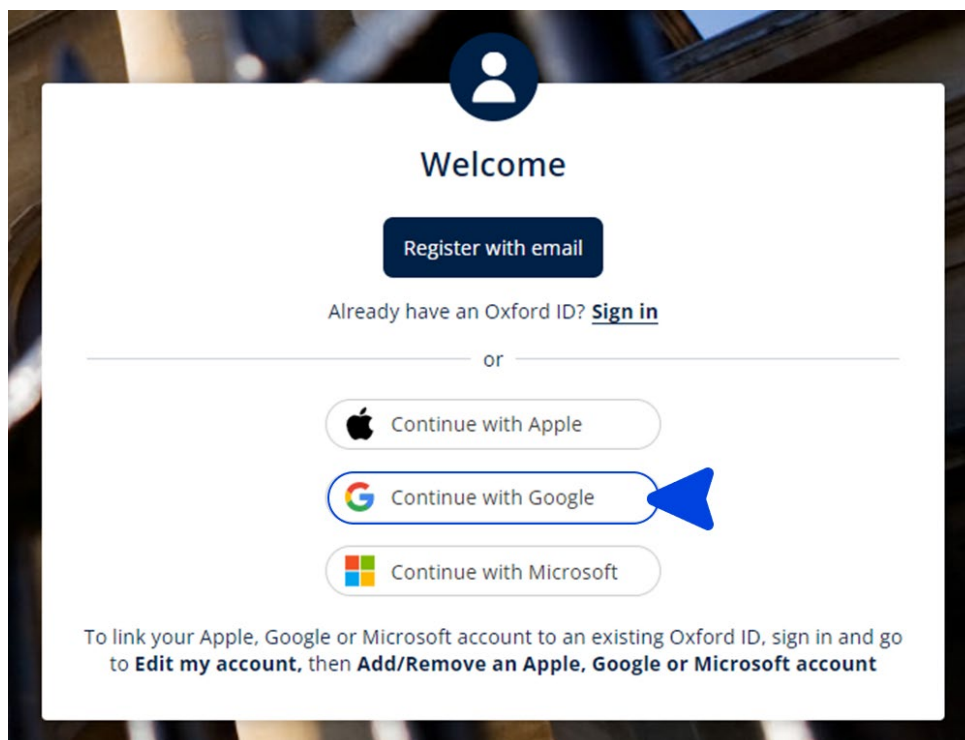 Welcome
Register with email
Already have an Oxford ID? Sign in
or
Continue with Apple
Continue with Google
Continue with Microsoft
To link your Apple, Google or Microsoft account to an existing Oxford ID, sign in and go
to Edit my account, then Add/Remove an Apple, Google or Microsoft account